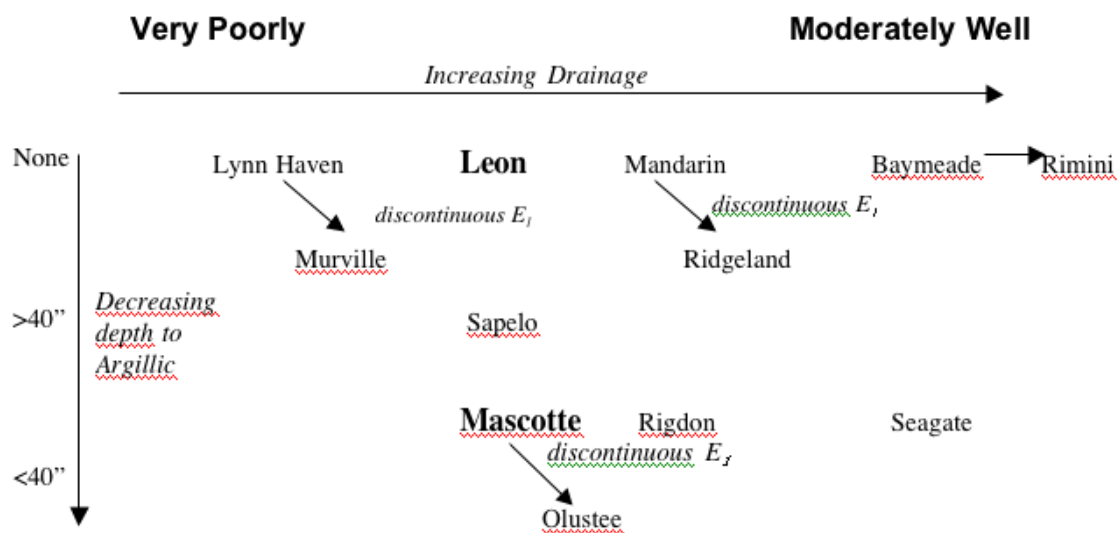 Very Poorly
Moderately Well
Increasing Drainage
None
Lynn Haven
Leon
Mandarin
Baymeade
Rimini
discontinuous E₁
discontinuous E₁
Murville
Ridgeland
>40”
Decreasing
depth to
Argillic
Sapelo
Mascotte
Rigdon
Seagate
<40”
discontinuous E₁
Olustee